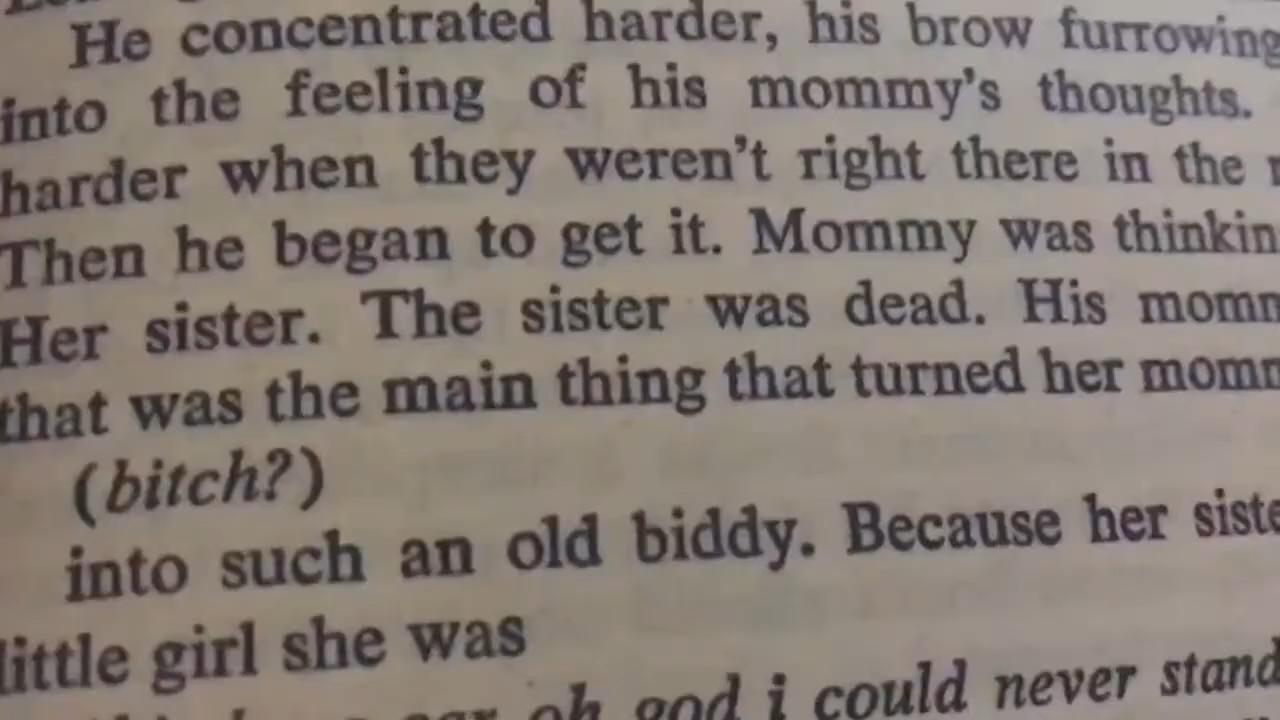 He concentrated harder, his brow furrowing
into the feeling of his mommy's thoughts.
harder when they weren't right there in the
Then he began to get it. Mommy was thinkin
Her sister. The sister was dead. His momm
that was the main thing that turned her momm
(bitch?)
into such an old biddy. Because her siste
little girl she was
oh god i could never stand